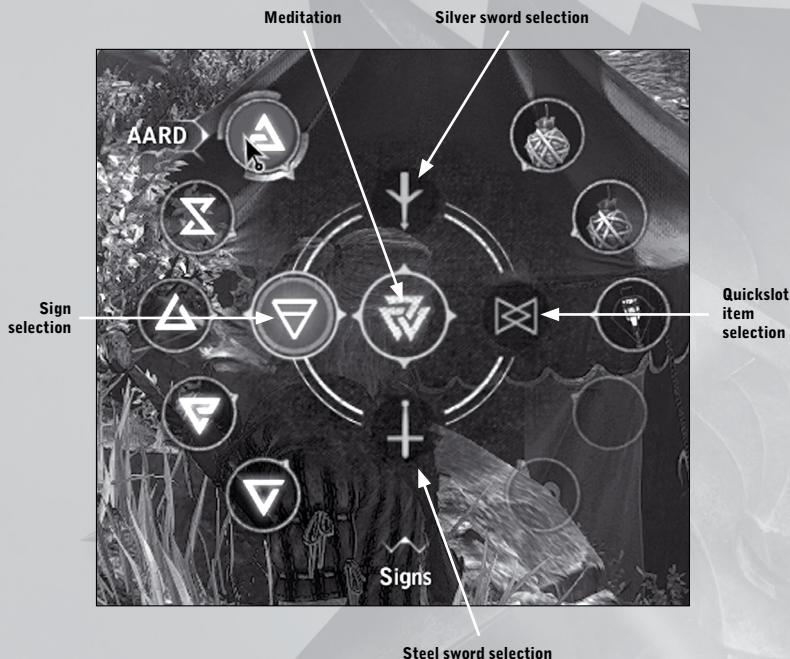 Meditation
Silver sword selection
AARD
Sign
selection
Quickslot
item
selection
Signs
Steel sword selection